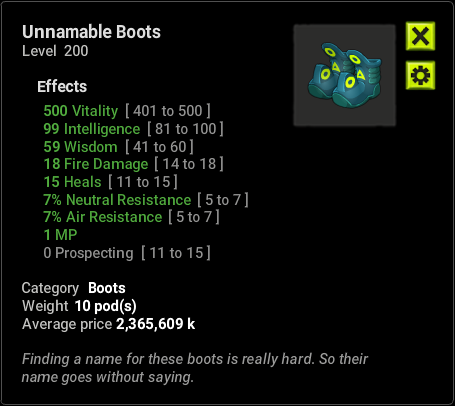 Unnamable Boots
Level 200
Effects
500 Vitality [ 401 to 500 ]
99 Intelligence [ 81 to 100 ]
59 Wisdom [ 41 to 60 ]
18 Fire Damage [ 14 to 18 ]
15 Heals [ 11 to 15 ]
7% Neutral Resistance [ 5 to 7 ]
7% Air Resistance [ 5 to 7 ]
1 MP
0 Prospecting [ 11 to 15 ]
Category Boots
Weight 10 pod(s)
Average price 2,365,609 k
Finding a name for these boots is really hard. So their
name goes without saying.